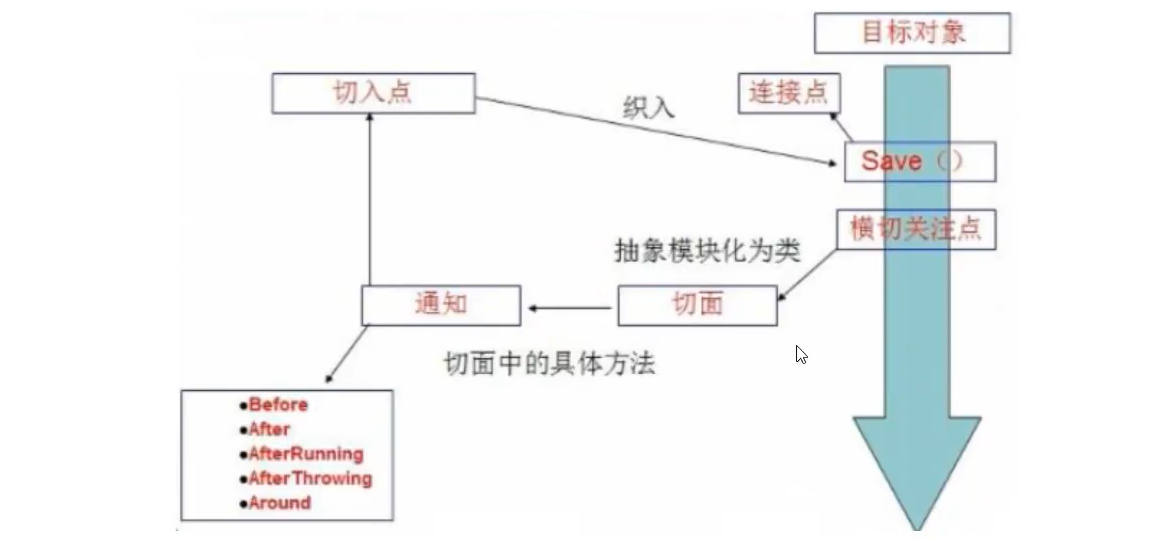 目标对象
切入点
织入
连接点
Save（）
横切关注点
抽象模块化为类
通知
切面
切面中的具体方法
●Before
●After
●AfterRunning
●AfterThrowing
●Around